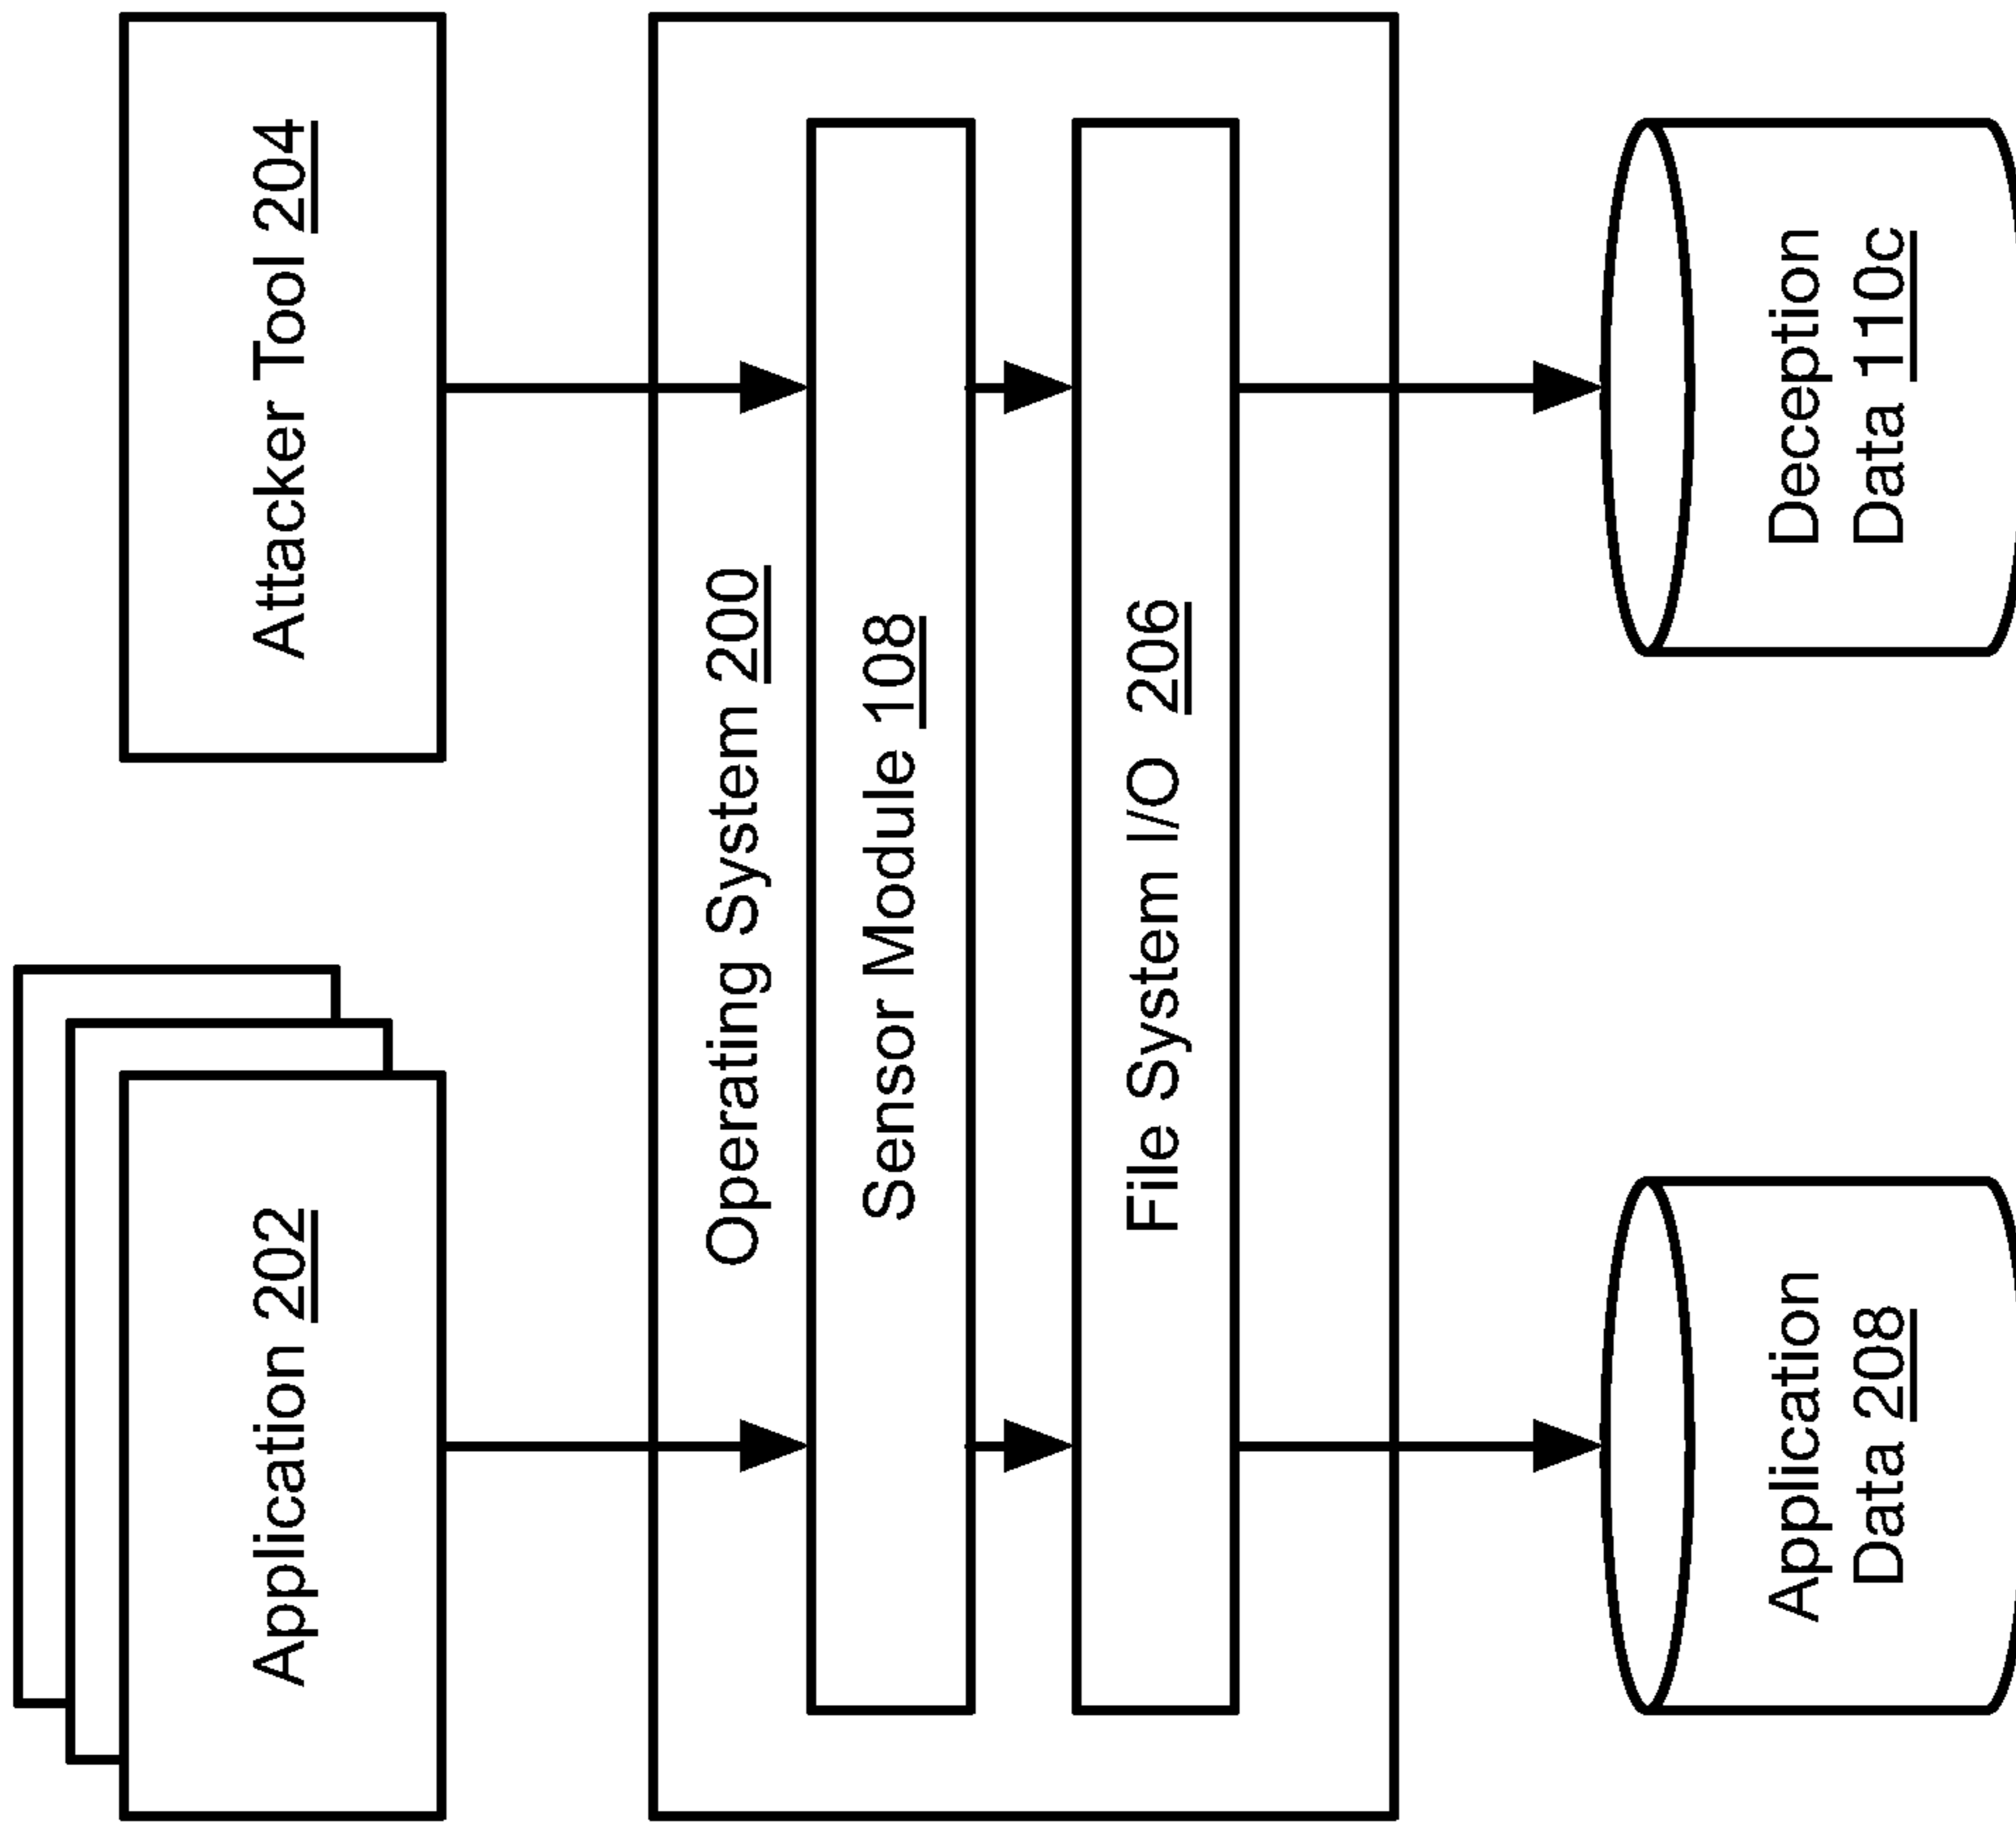 Application 202
Attacker Tool 204
Operating System 200
Sensor Module 108
File System I/O 206
Application
Data 208
Deception
Data 110c